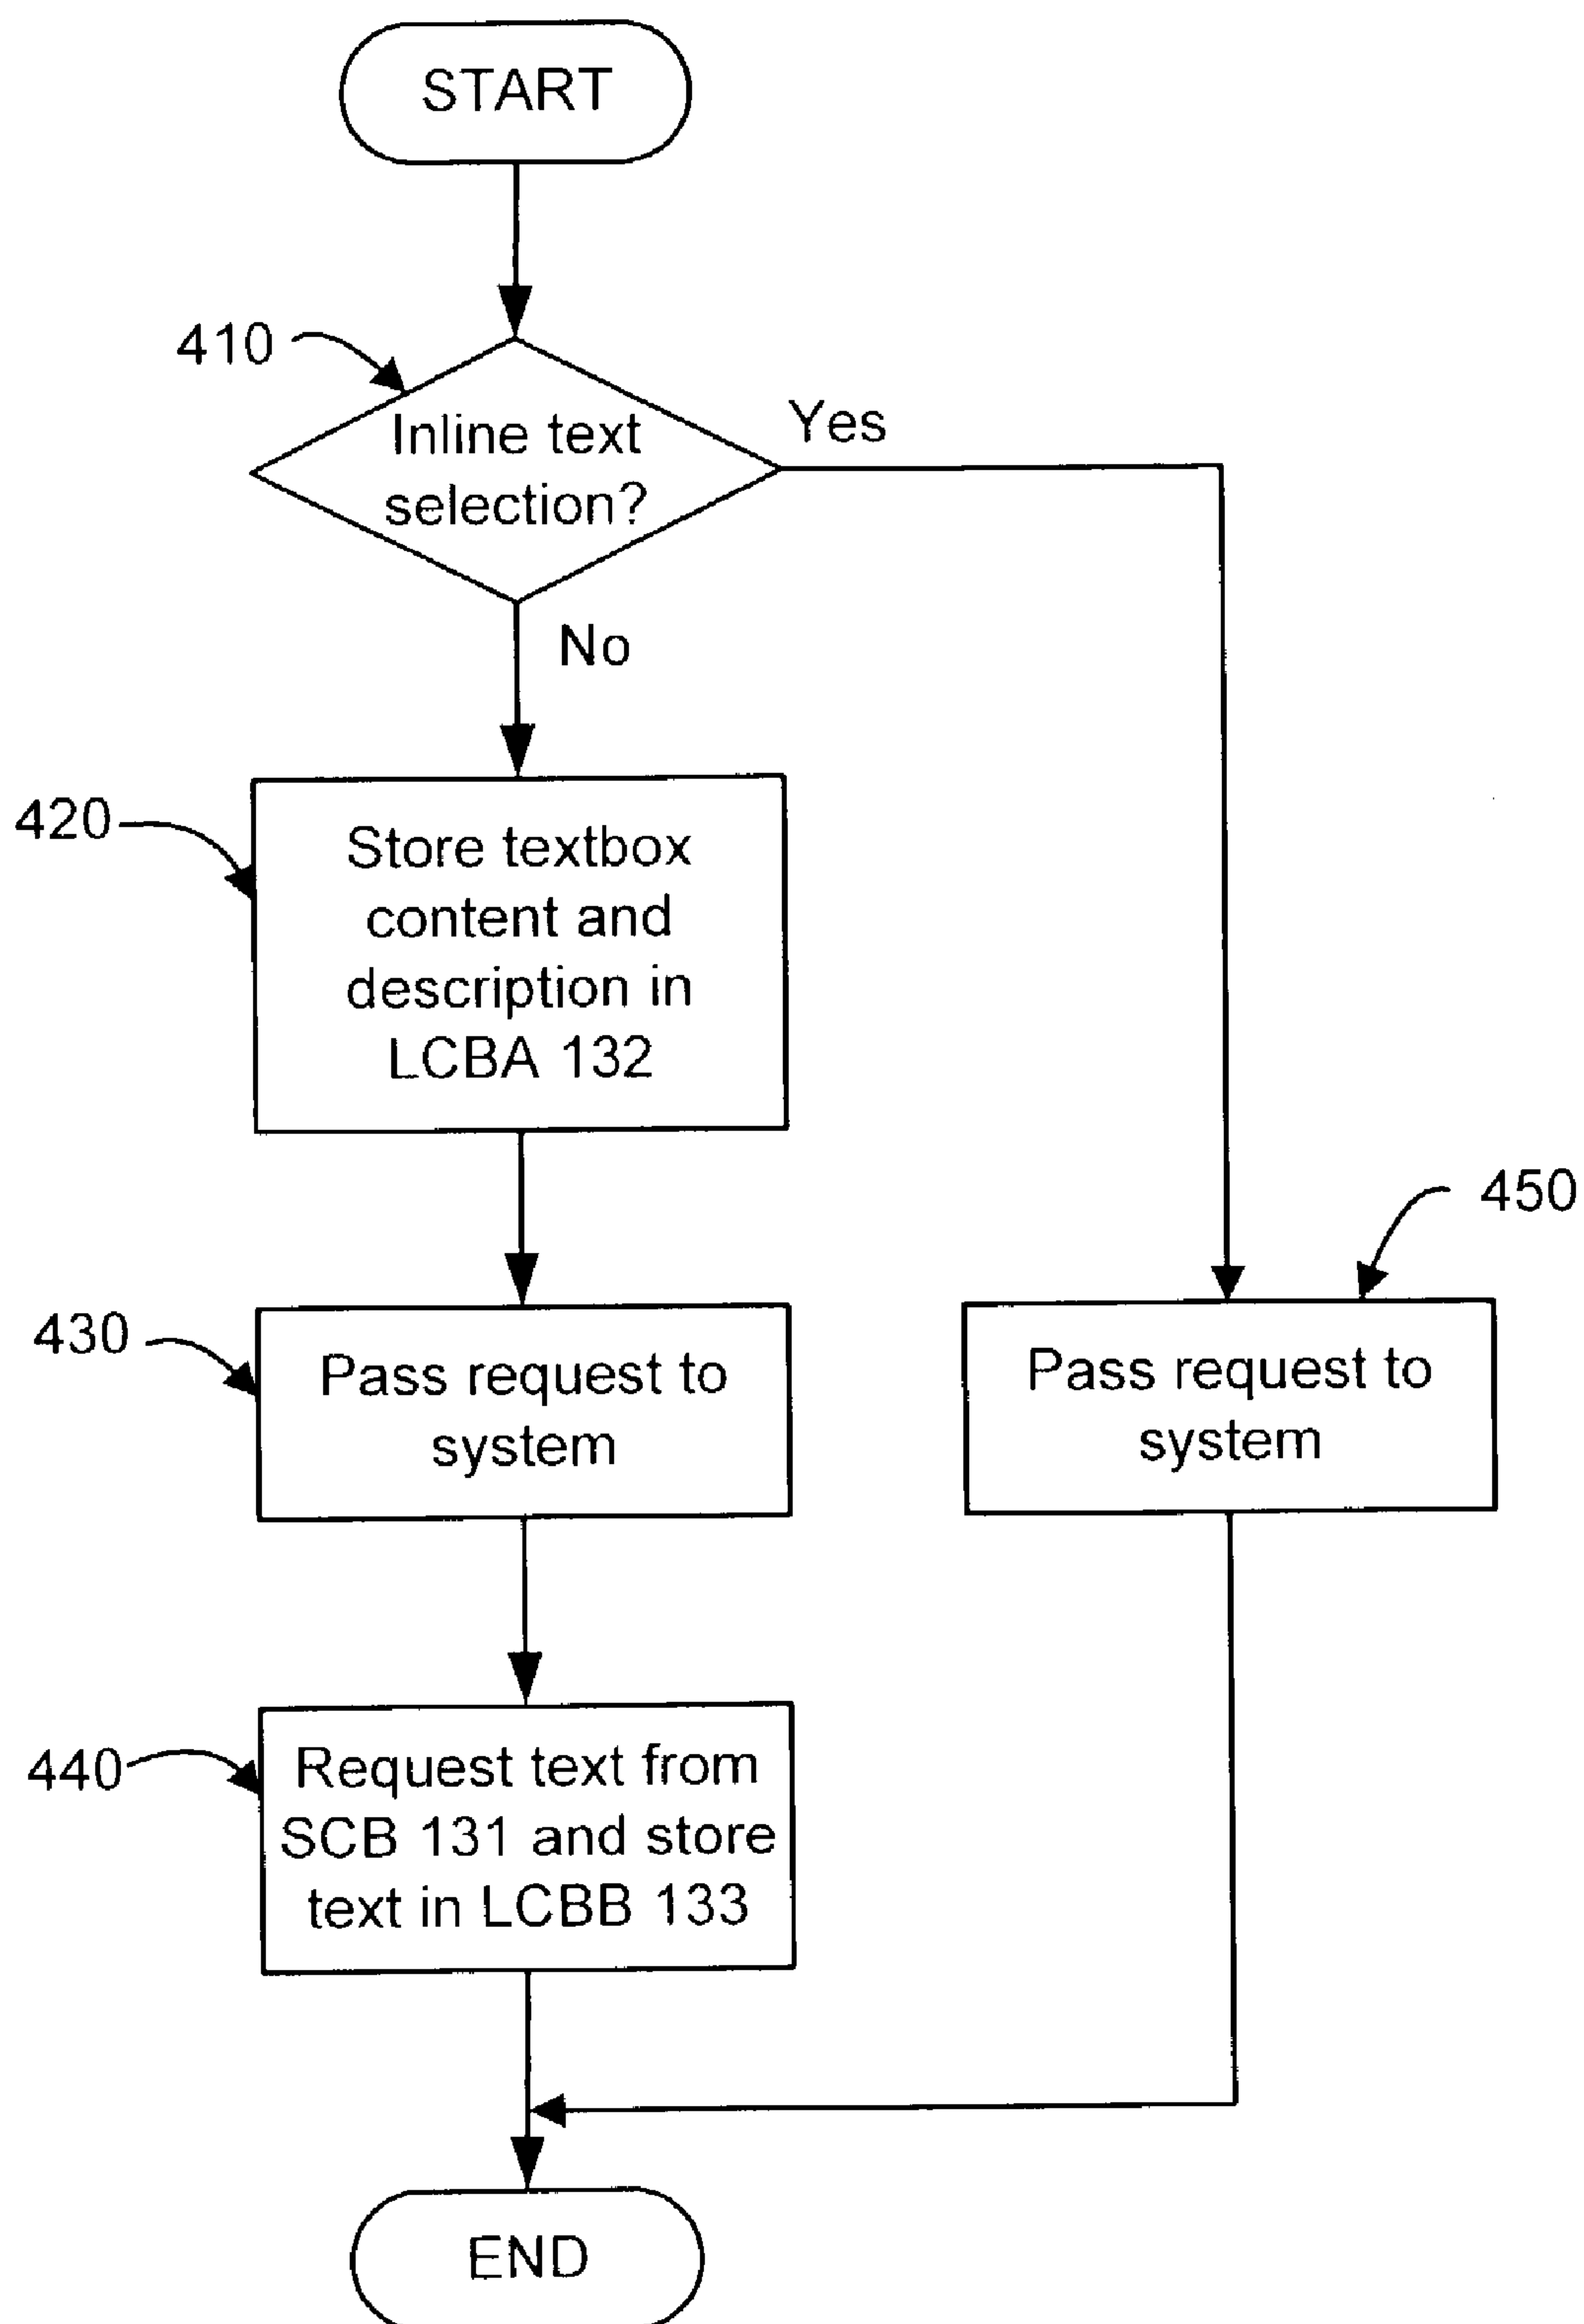 START
410
Inline text
selection?
Yes
No
420
Store textbox
content and
description in
LCBA 132
430
Pass request to
system
450
Pass request to
system
440
Request text from
SCB 131 and store
text in LCBB 133
END